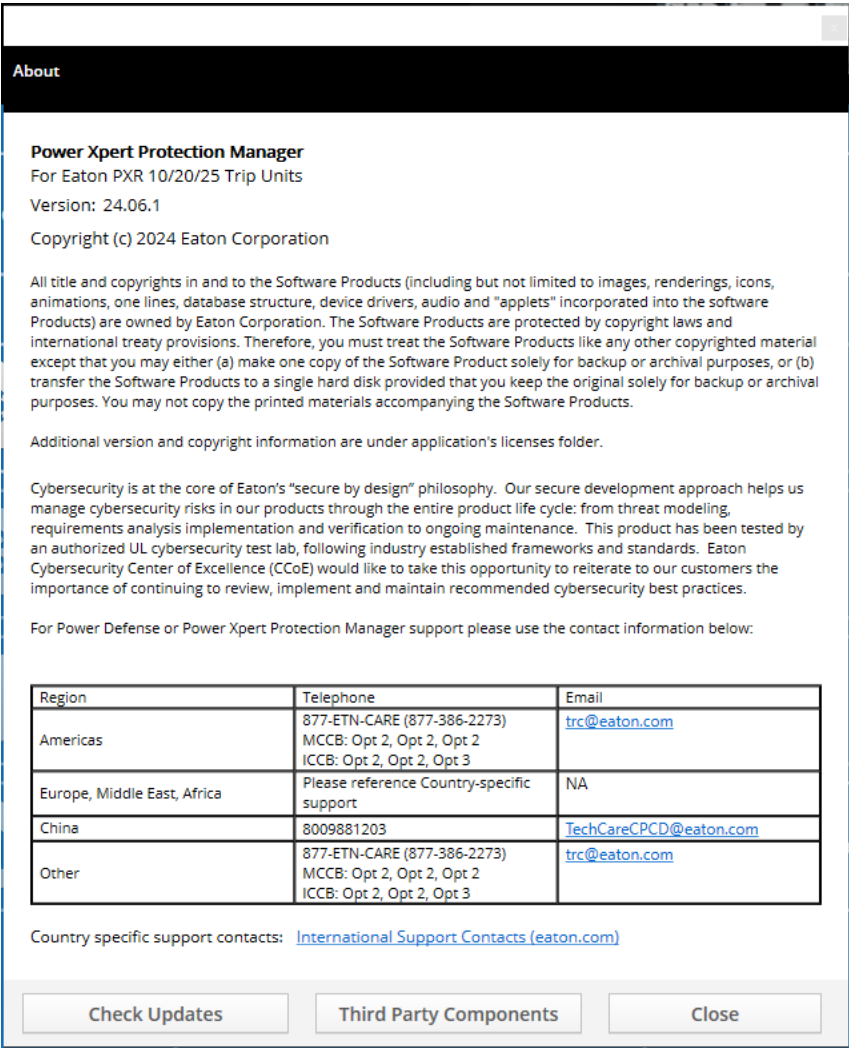 About
Power Xpert Protection Manager
For Eaton PXR 10/20/25 Trip Units
Version: 24.06.1
Copyright (c) 2024 Eaton Corporation
All title and copyrights in and to the Software Products (including but not limited to images, renderings, icons,
animations, one lines, database structure, device drivers, audio and "applets" incorporated into the software
Products) are owned by Eaton Corporation. The Software Products are protected by copyright laws and
international treaty provisions. Therefore, you must treat the Software Products like any other copyrighted material
except that you may either (a) make one copy of the Software Product solely for backup or archival purposes, or (b)
transfer the Software Products to a single hard disk provided that you keep the original solely for backup or archival
purposes. You may not copy the printed materials accompanying the Software Products.
Additional version and copyright information are under application's licenses folder.
Cybersecurity is at the core of Eaton’s “secure by design” philosophy.  Our secure development approach helps us
manage cybersecurity risks in our products through the entire product life cycle: from threat modeling,
requirements analysis implementation and verification to ongoing maintenance.  This product has been tested by
an authorized UL cybersecurity test lab, following industry established frameworks and standards.  Eaton
Cybersecurity Center of Excellence (CCoE) would like to take this opportunity to reiterate to our customers the
importance of continuing to review, implement and maintain recommended cybersecurity best practices.
For Power Defense or Power Xpert Protection Manager support please use the contact information below:
Region Telephone Email
Americas
877-ETN-CARE (877-386-2273)
MCCB: Opt 2, Opt 2, Opt 2
ICCB: Opt 2, Opt 2, Opt 3
trc@eaton.com
Europe, Middle East, Africa
Please reference Country-specific
support
NA
China 8009881203 TechCareCPCD@eaton.com
Other
877-ETN-CARE (877-386-2273)
MCCB: Opt 2, Opt 2, Opt 2
ICCB: Opt 2, Opt 2, Opt 3
trc@eaton.com
Country specific support contacts: International Support Contacts (eaton.com)
Check Updates Third Party Components Close